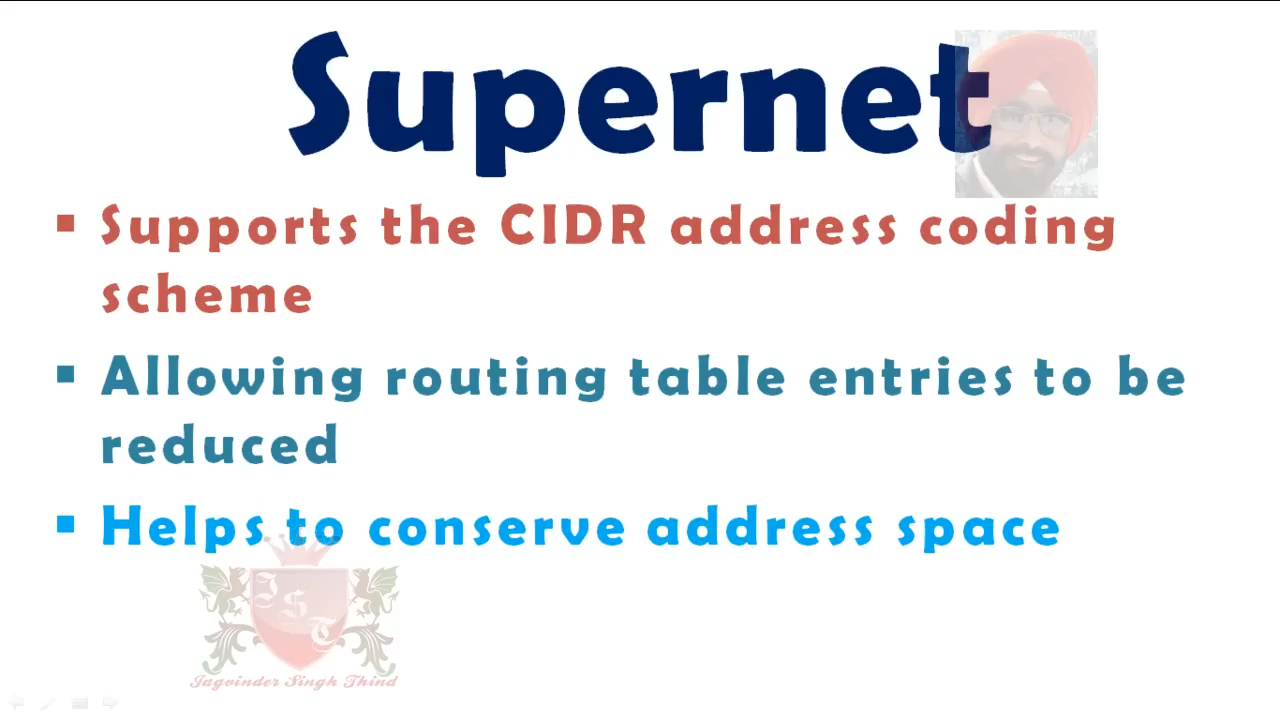 Supernet
▪ Supports the CIDR address coding
scheme
▪ Allowing routing table entries to be
reduced
▪ Helps to conserve address space
JST
Jagvinder Singh Thind